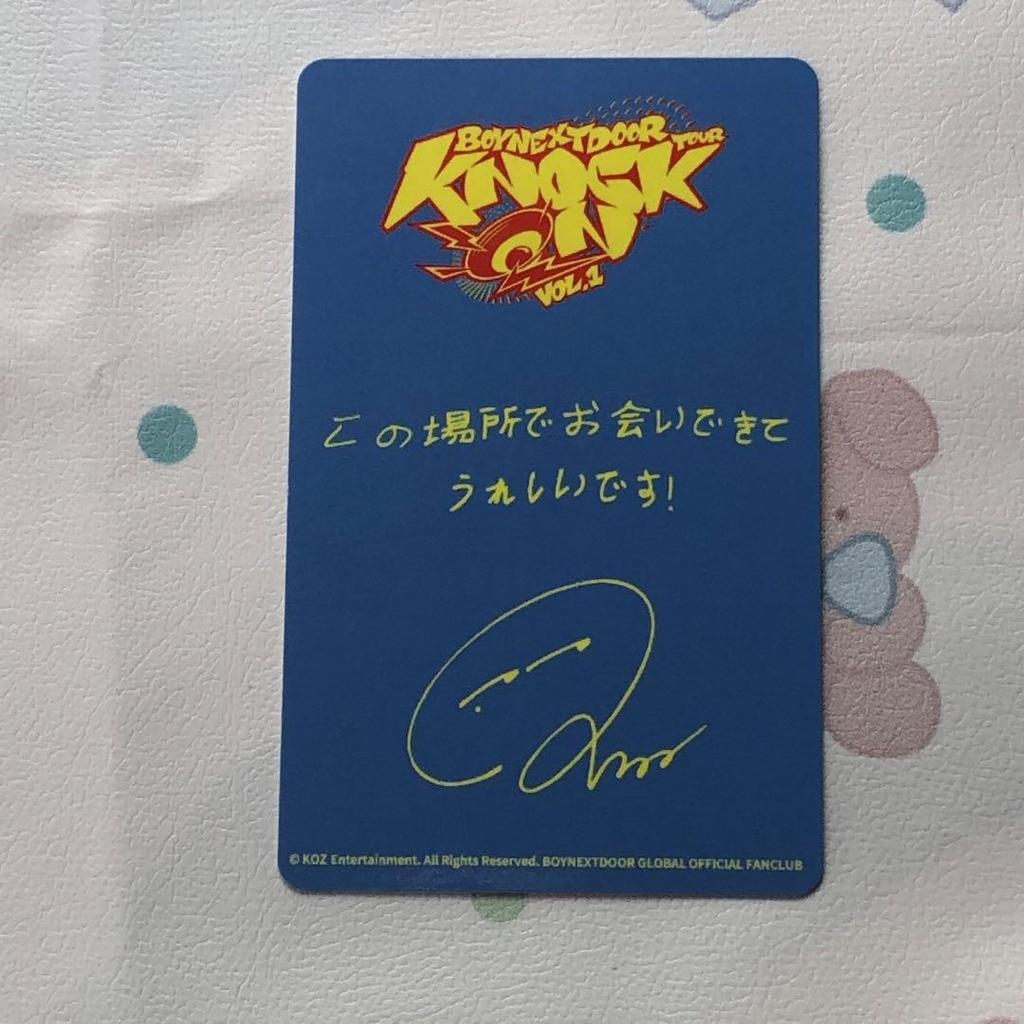 BOYNEXTDOOR TOUR
KNOCK
ON
VOL.1
この場所でお会いできて
うれしいです!
© KOZ Entertainment. All Rights Reserved. BOYNEXTDOOR GLOBAL OFFICIAL FANCLUB